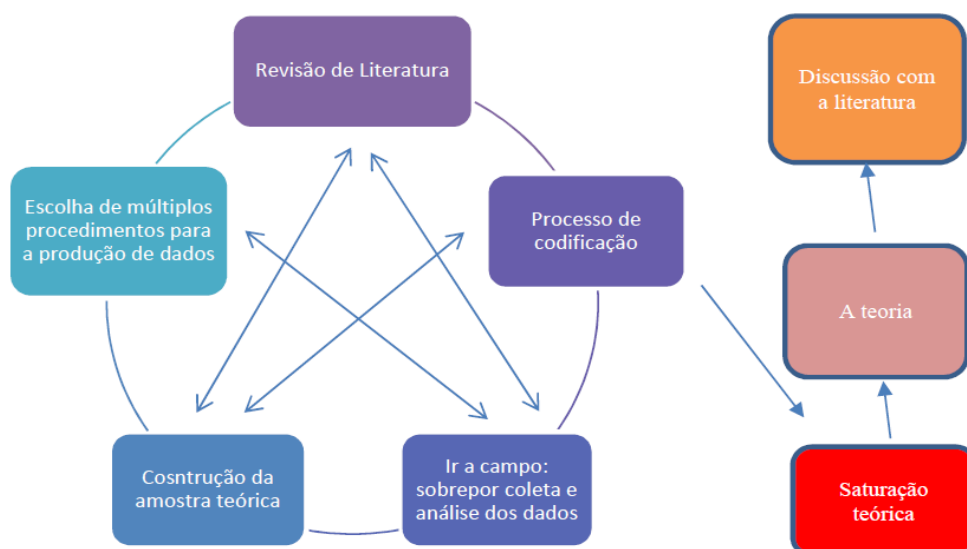 Revisão de Literatura
Processo de
codificação
Ir a campo:
sobrepor coleta e
análise dos dados
Cosntrução da
amostra teórica
Escolha de múltiplos
procedimentos para
a produção de dados
Discussão com
a literatura
A teoria
Saturação
teórica